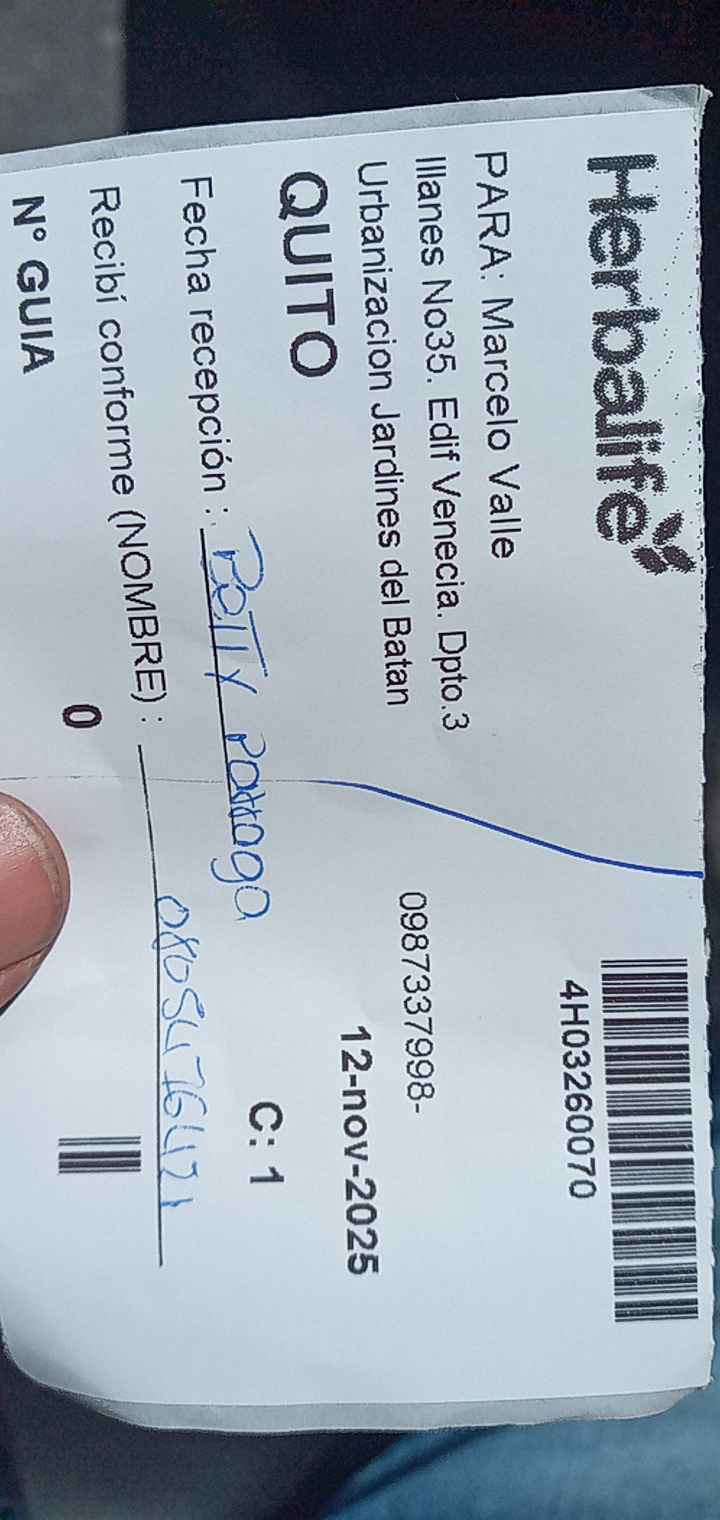 Herbalife
4H03260070
PARA: Marcelo Valle
Illanes No35. Edif Venecia. Dpto.3
0987337998-
Urbanizacion Jardines del Batan
12-nov-2025
QUITO
C: 1
Fecha recepción : Betty
Recibí conforme (NOMBRE) :
0
N° GUIA